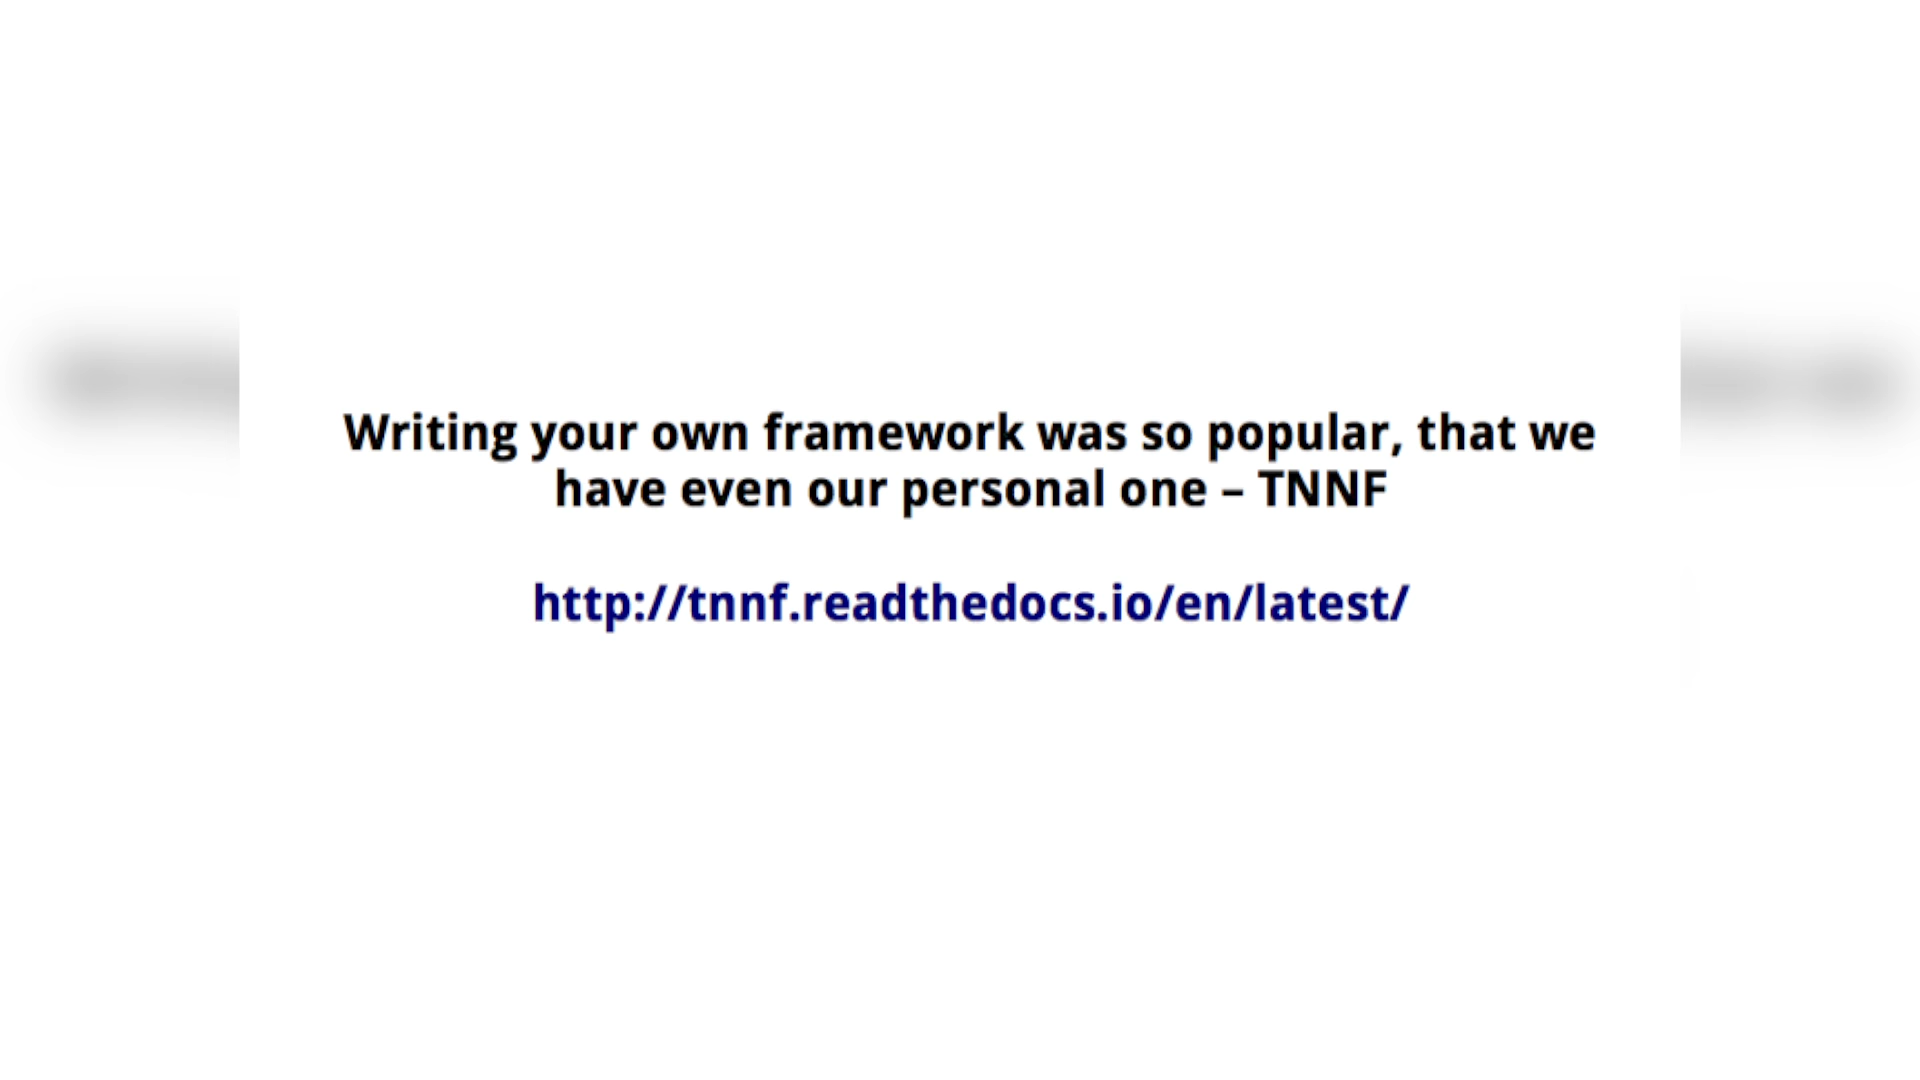 Writing your own framework was so popular, that we
have even our personal one – TNNF
http://tnnf.readthedocs.io/en/latest/